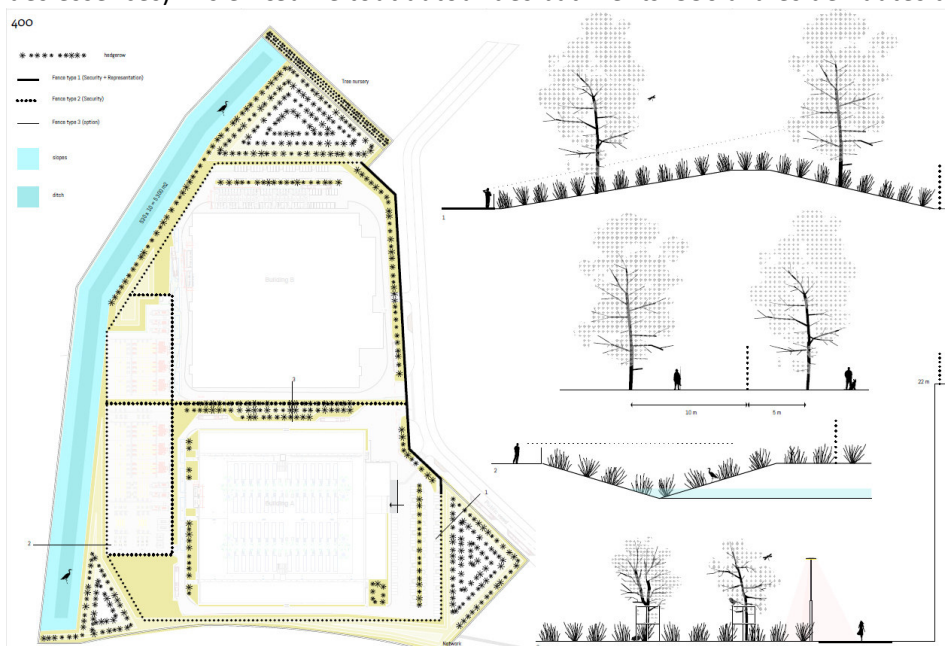 400
hedgerow
Fence type 1 (Security + Representation)
Fence type 2 (Security)
Fence type 3 (option)
slopes
ditch
Tree nursery
Building B
3
1
2
Network
1
10 m
5 m
22 m
2